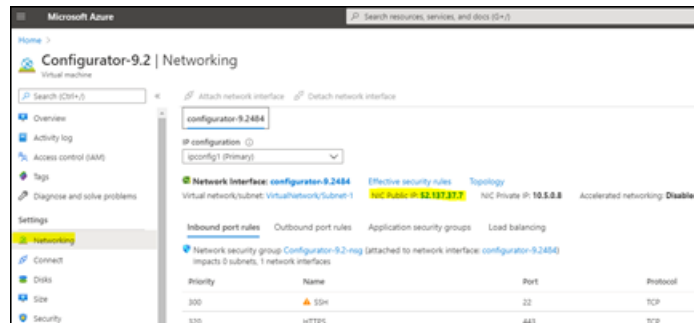 Microsoft Azure
Search resources, services, and docs (G+/)
Home >
Configurator-9.2 | Networking
Virtual machine
Search (Ctrl+/)
«
Attach network interface
Detach network interface
Overview
Activity log
Access control (IAM)
Tags
Diagnose and solve problems
Settings
Networking
Connect
Disks
Size
Security
configurator-9.2484
IP configuration
ipconfig1 (Primary)
Network Interface: configurator-9.2484
Effective security rules
Topology
Virtual network/subnet: VirtualNetwork/Subnet-1
NIC Public IP: 52.137.37.7
NIC Private IP: 10.5.0.8
Accelerated networking: Disabled
Inbound port rules
Outbound port rules
Application security groups
Load balancing
Network security group Configurator-9.2-nsg (attached to network interface: configurator-9.2484)
Impacts 0 subnets, 1 network interfaces
Priority Name Port Protocol
300 SSH 22 TCP
320 HTTPS 443 TCP